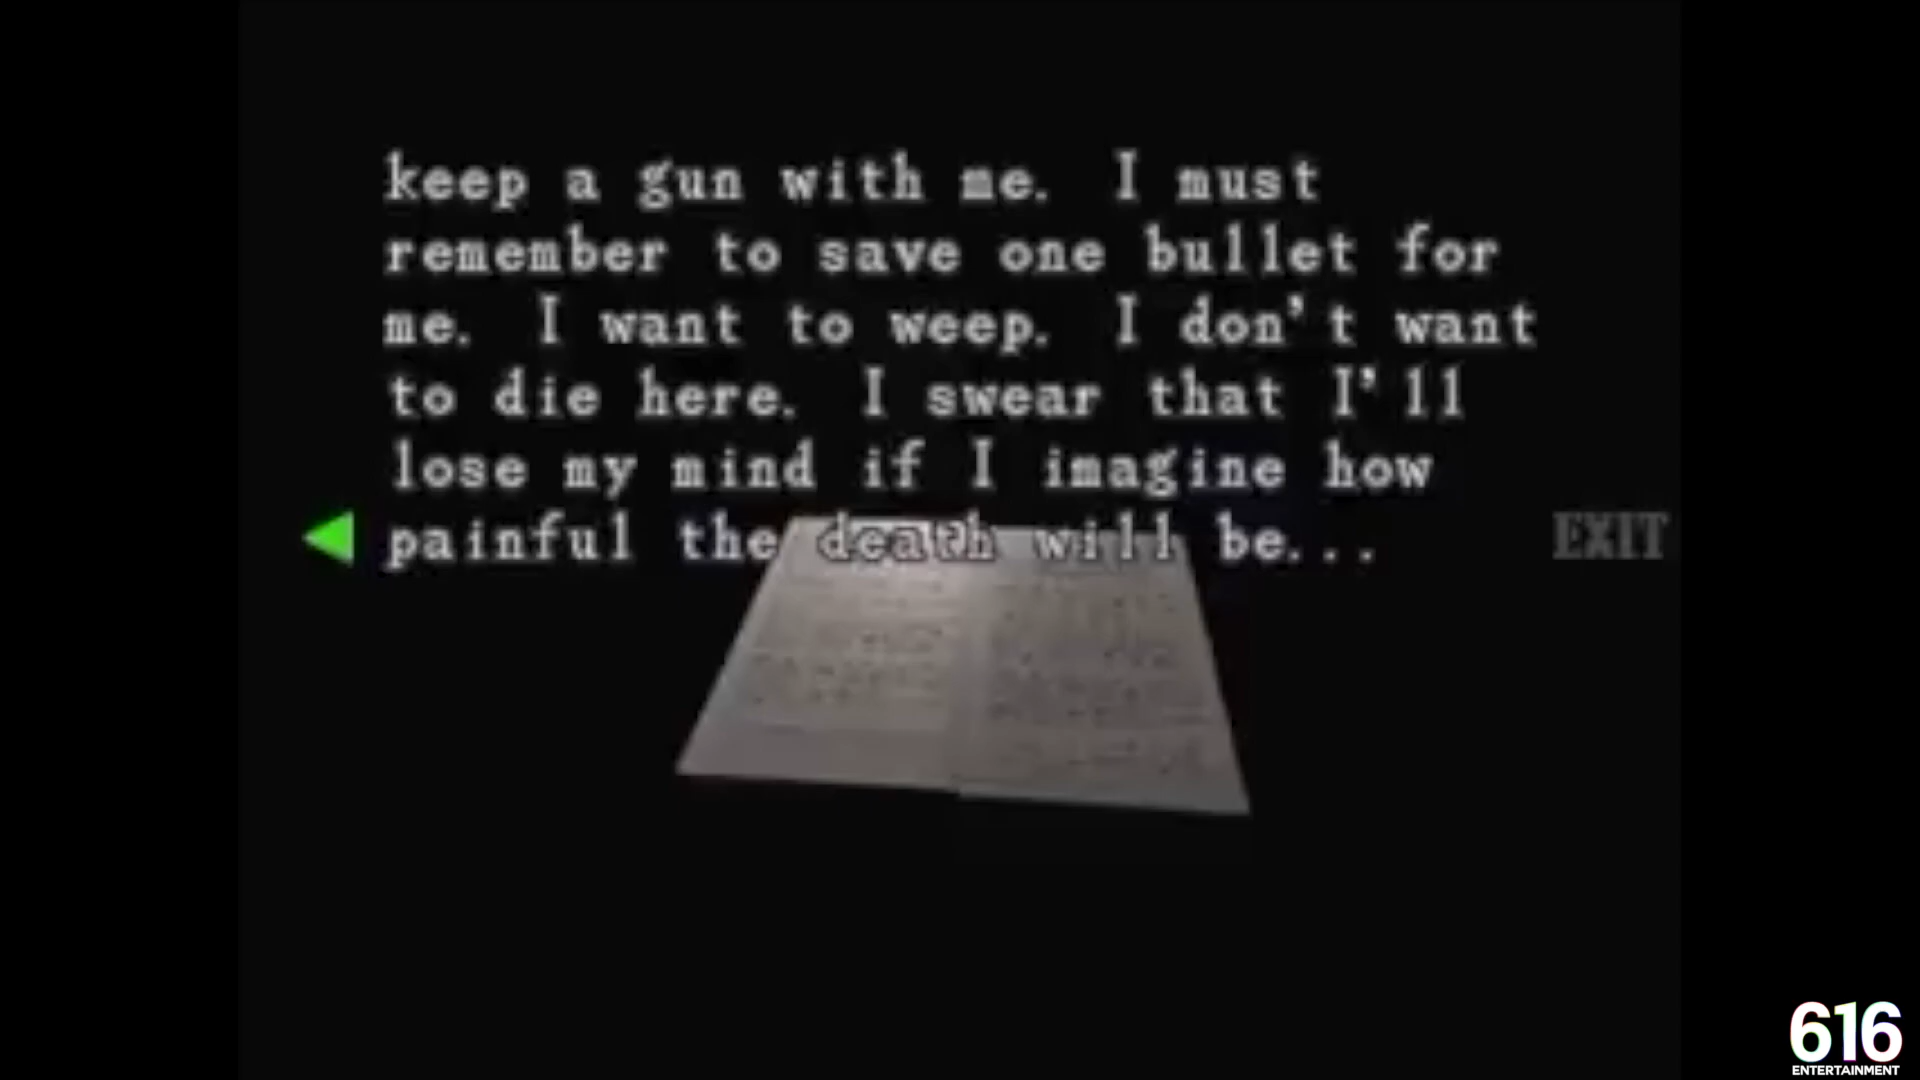 keep a gun with me. I must
remember to save one bullet for
me. I want to weep. I don't want
to die here. I swear that I'll
lose my mind if I imagine how
painful the death will be...
EXIT
616
ENTERTAINMENT